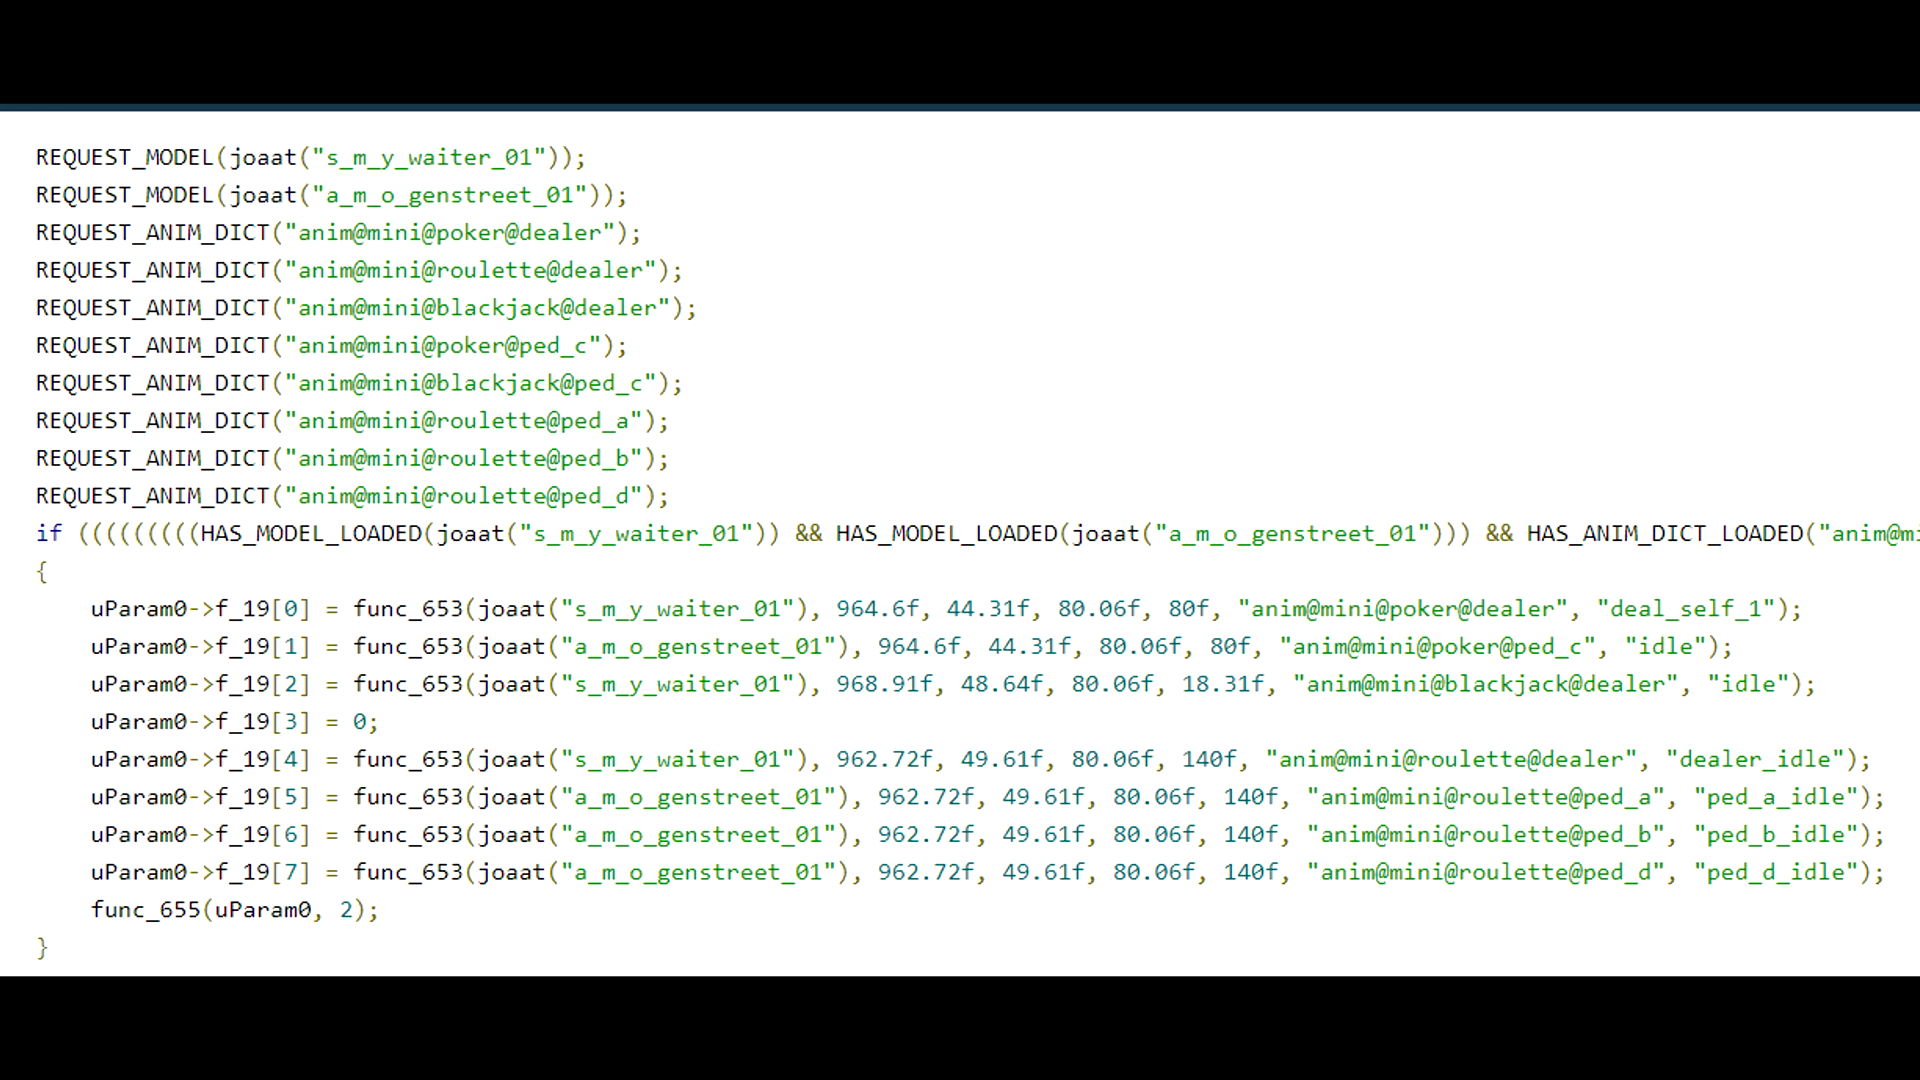 REQUEST_MODEL(joaat("s_m_y_waiter_01"));
REQUEST_MODEL(joaat("a_m_o_genstreet_01"));
REQUEST_ANIM_DICT("anim@mini@poker@dealer");
REQUEST_ANIM_DICT("anim@mini@roulette@dealer");
REQUEST_ANIM_DICT("anim@mini@blackjack@dealer");
REQUEST_ANIM_DICT("anim@mini@poker@ped_c");
REQUEST_ANIM_DICT("anim@mini@blackjack@ped_c");
REQUEST_ANIM_DICT("anim@mini@roulette@ped_a");
REQUEST_ANIM_DICT("anim@mini@roulette@ped_b");
REQUEST_ANIM_DICT("anim@mini@roulette@ped_d");
if (((((((((HAS_MODEL_LOADED(joaat("s_m_y_waiter_01")) && HAS_MODEL_LOADED(joaat("a_m_o_genstreet_01"))) && HAS_ANIM_DICT_LOADED("anim@mi
{
    uParam0->f_19[0] = func_653(joaat("s_m_y_waiter_01"), 964.6f, 44.31f, 80.06f, 80f, "anim@mini@poker@dealer", "deal_self_1");
    uParam0->f_19[1] = func_653(joaat("a_m_o_genstreet_01"), 964.6f, 44.31f, 80.06f, 80f, "anim@mini@poker@ped_c", "idle");
    uParam0->f_19[2] = func_653(joaat("s_m_y_waiter_01"), 968.91f, 48.64f, 80.06f, 18.31f, "anim@mini@blackjack@dealer", "idle");
    uParam0->f_19[3] = 0;
    uParam0->f_19[4] = func_653(joaat("s_m_y_waiter_01"), 962.72f, 49.61f, 80.06f, 140f, "anim@mini@roulette@dealer", "dealer_idle");
    uParam0->f_19[5] = func_653(joaat("a_m_o_genstreet_01"), 962.72f, 49.61f, 80.06f, 140f, "anim@mini@roulette@ped_a", "ped_a_idle");
    uParam0->f_19[6] = func_653(joaat("a_m_o_genstreet_01"), 962.72f, 49.61f, 80.06f, 140f, "anim@mini@roulette@ped_b", "ped_b_idle");
    uParam0->f_19[7] = func_653(joaat("a_m_o_genstreet_01"), 962.72f, 49.61f, 80.06f, 140f, "anim@mini@roulette@ped_d", "ped_d_idle");
    func_655(uParam0, 2);
}